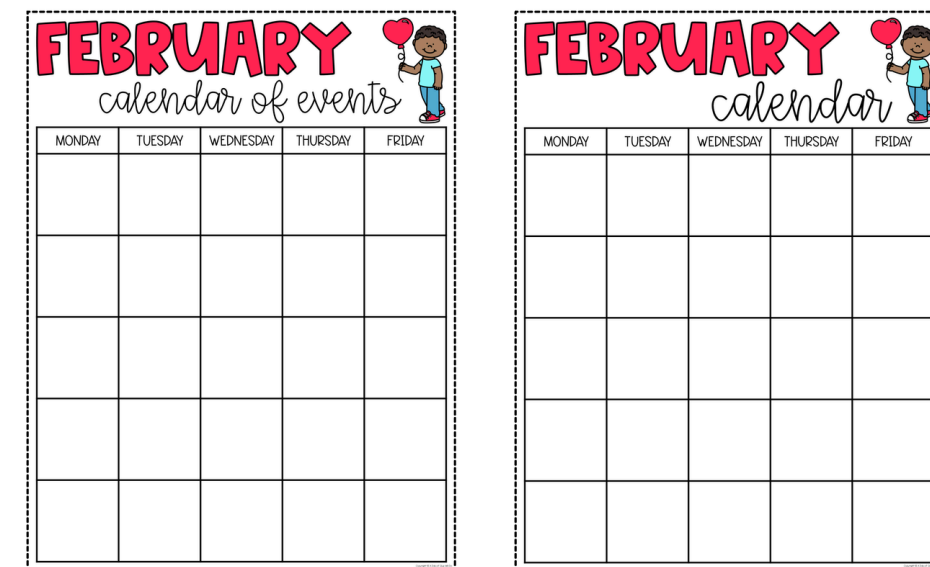 FEBRUARY
calendar of events
MONDAY TUESDAY WEDNESDAY THURSDAY FRIDAY
FEBRUARY
calendar
MONDAY TUESDAY WEDNESDAY THURSDAY FRIDAY